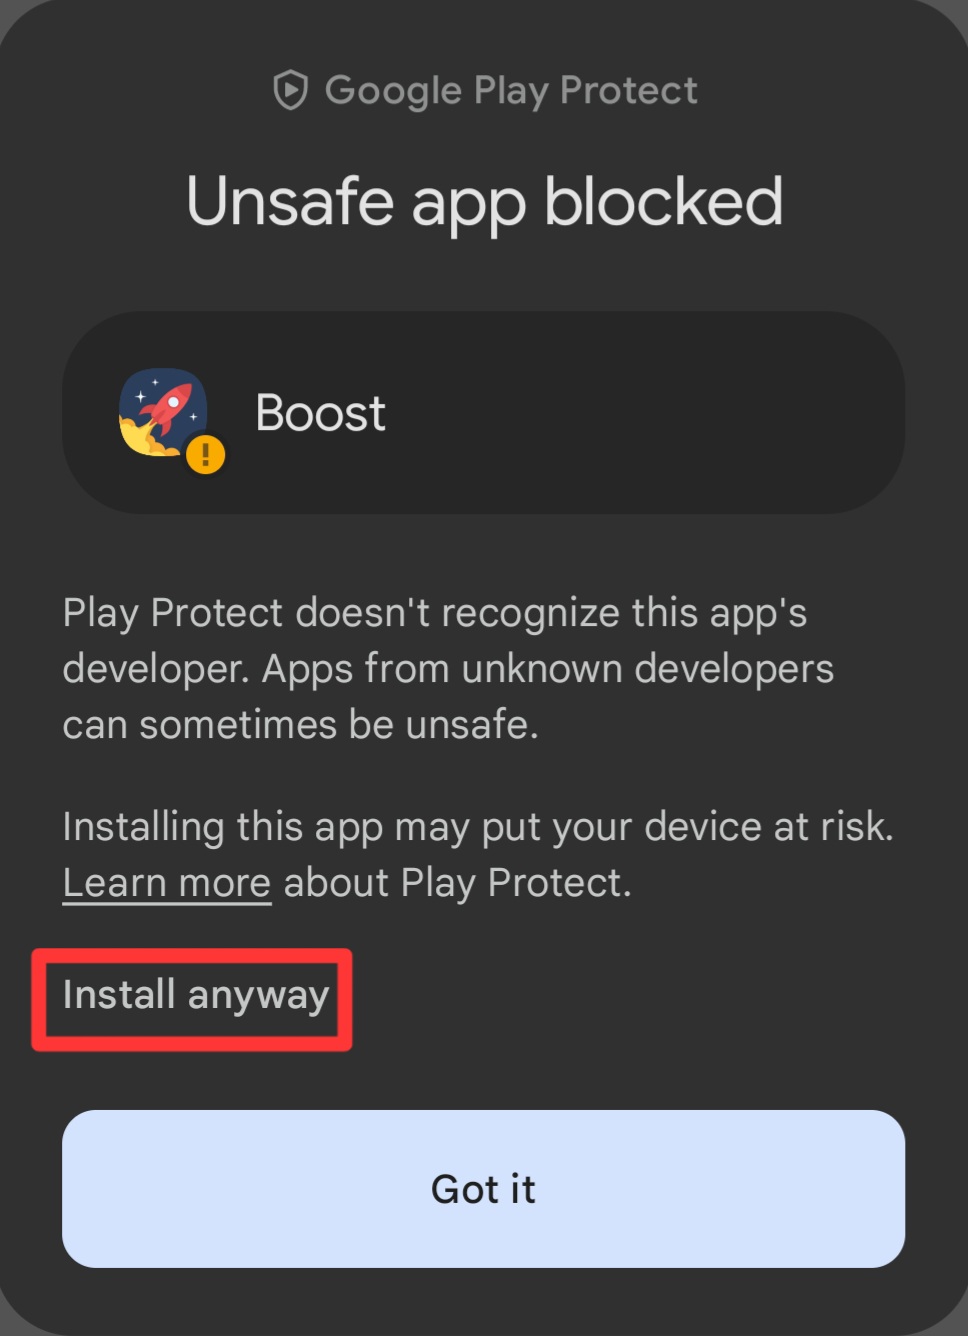 Google Play Protect
Unsafe app blocked
Boost
Play Protect doesn't recognize this app's
developer. Apps from unknown developers
can sometimes be unsafe.
Installing this app may put your device at risk.
Learn more about Play Protect.
Install anyway
Got it